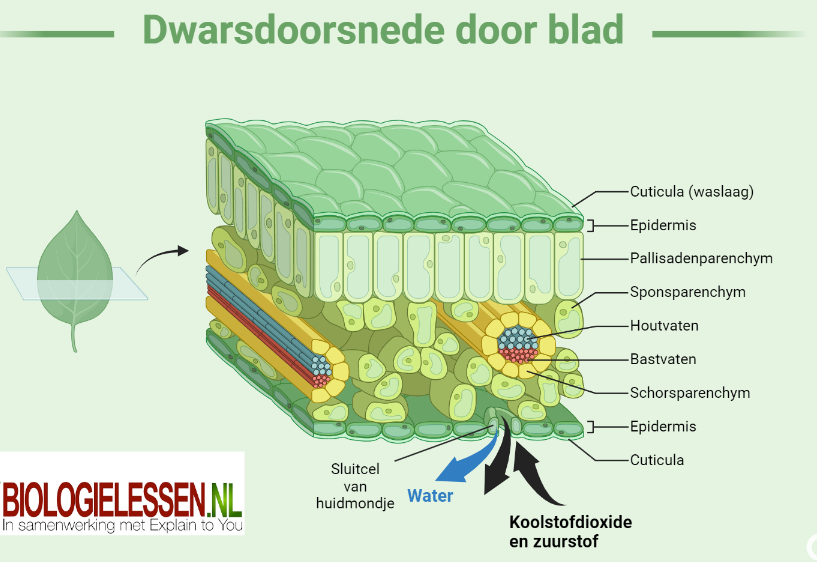 Dwarsdoorsnede door blad
Cuticula (waslaag)
Epidermis
Pallisadenparenchym
Sponsparenchym
Houtvaten
Bastvaten
Schorsparenchym
Epidermis
Cuticula
Sluitcel
van
huidmondje
Water
Koolstofdioxide
en zuurstof
BIOLOGIELESSEN.NL
In samenwerking met Explain to You